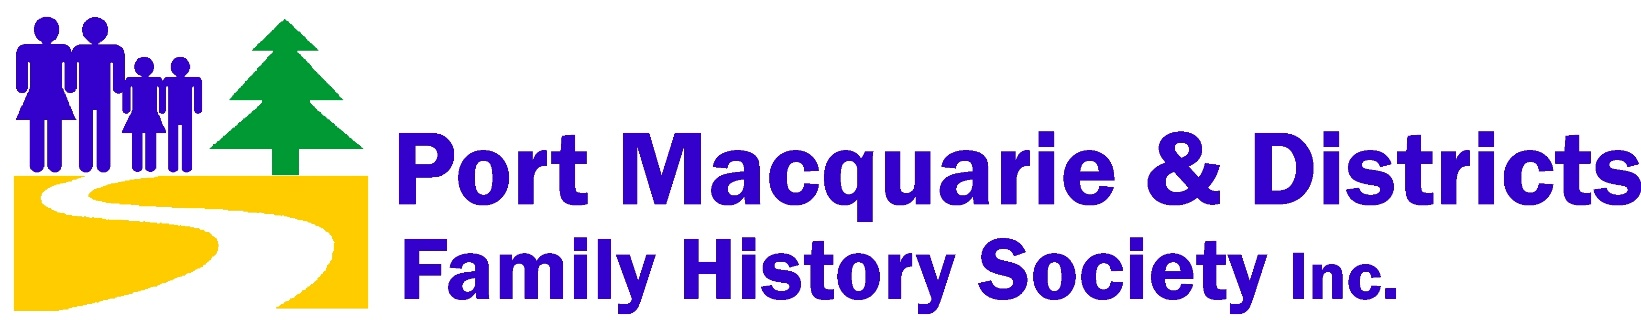 Port Macquarie & Districts
Family History Society Inc.